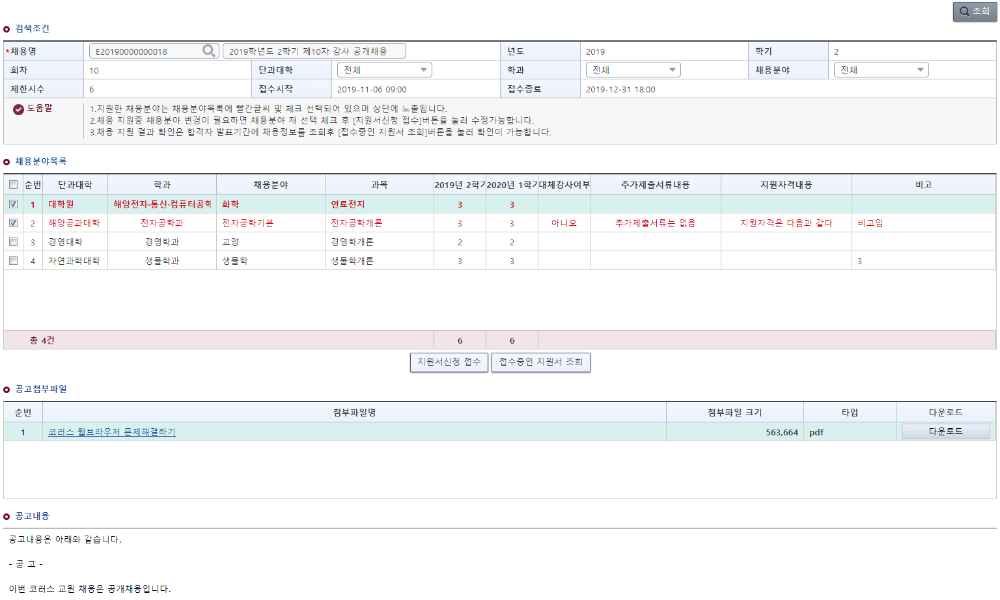 조회
검색조건
*채용명 E20190000000018 2019학년도 2학기 제10차 강사 공개채용 년도 2019 학기 2
회차 10 단과대학 전체 학과 전체 채용분야 전체
제한시수 6 접수시작 2019-11-06 09:00 접수종료 2019-12-31 18:00
도움말
1.지원한 채용분야는 채용분야목록에 빨간글씨 및 체크 선택되어 있으며 상단에 노출됩니다.
2.채용 지원중 채용분야 변경이 필요하면 채용분야 재 선택 체크 후 [지원서신청 접수]버튼을 눌러 수정가능합니다.
3.채용 지원 결과 확인은 합격자 발표기간에 채용정보를 조회후 [접수중인 지원서 조회]버튼을 눌러 확인이 가능합니다.
채용분야목록
순번 단과대학 학과 채용분야 과목 2019년 2학기 2020년 1학기 대체강사여부 추가제출서류내용 지원자격내용 비고
1 대학원 해양전자·통신·컴퓨터공학 화학 연료전지 3 3
2 해양공과대학 전자공학과 전자공학기본 전자공학개론 3 3 아니오 추가제출서류는 없음 지원자격은 다음과 같다 비고임
3 경영대학 경영학과 교양 경영학개론 2 2
4 자연과학대학 생물학과 생물학 생물학개론 3 3 3
총 4건 6 6
지원서신청 접수 접수중인 지원서 조회
공고첨부파일
순번 첨부파일명 첨부파일 크기 타입 다운로드
1 코러스 웹브라우저 문제해결하기 563,664 pdf 다운로드
공고내용
공고내용은 아래와 같습니다.
- 공 고 -
이번 코러스 교원 채용은 공개채용입니다.